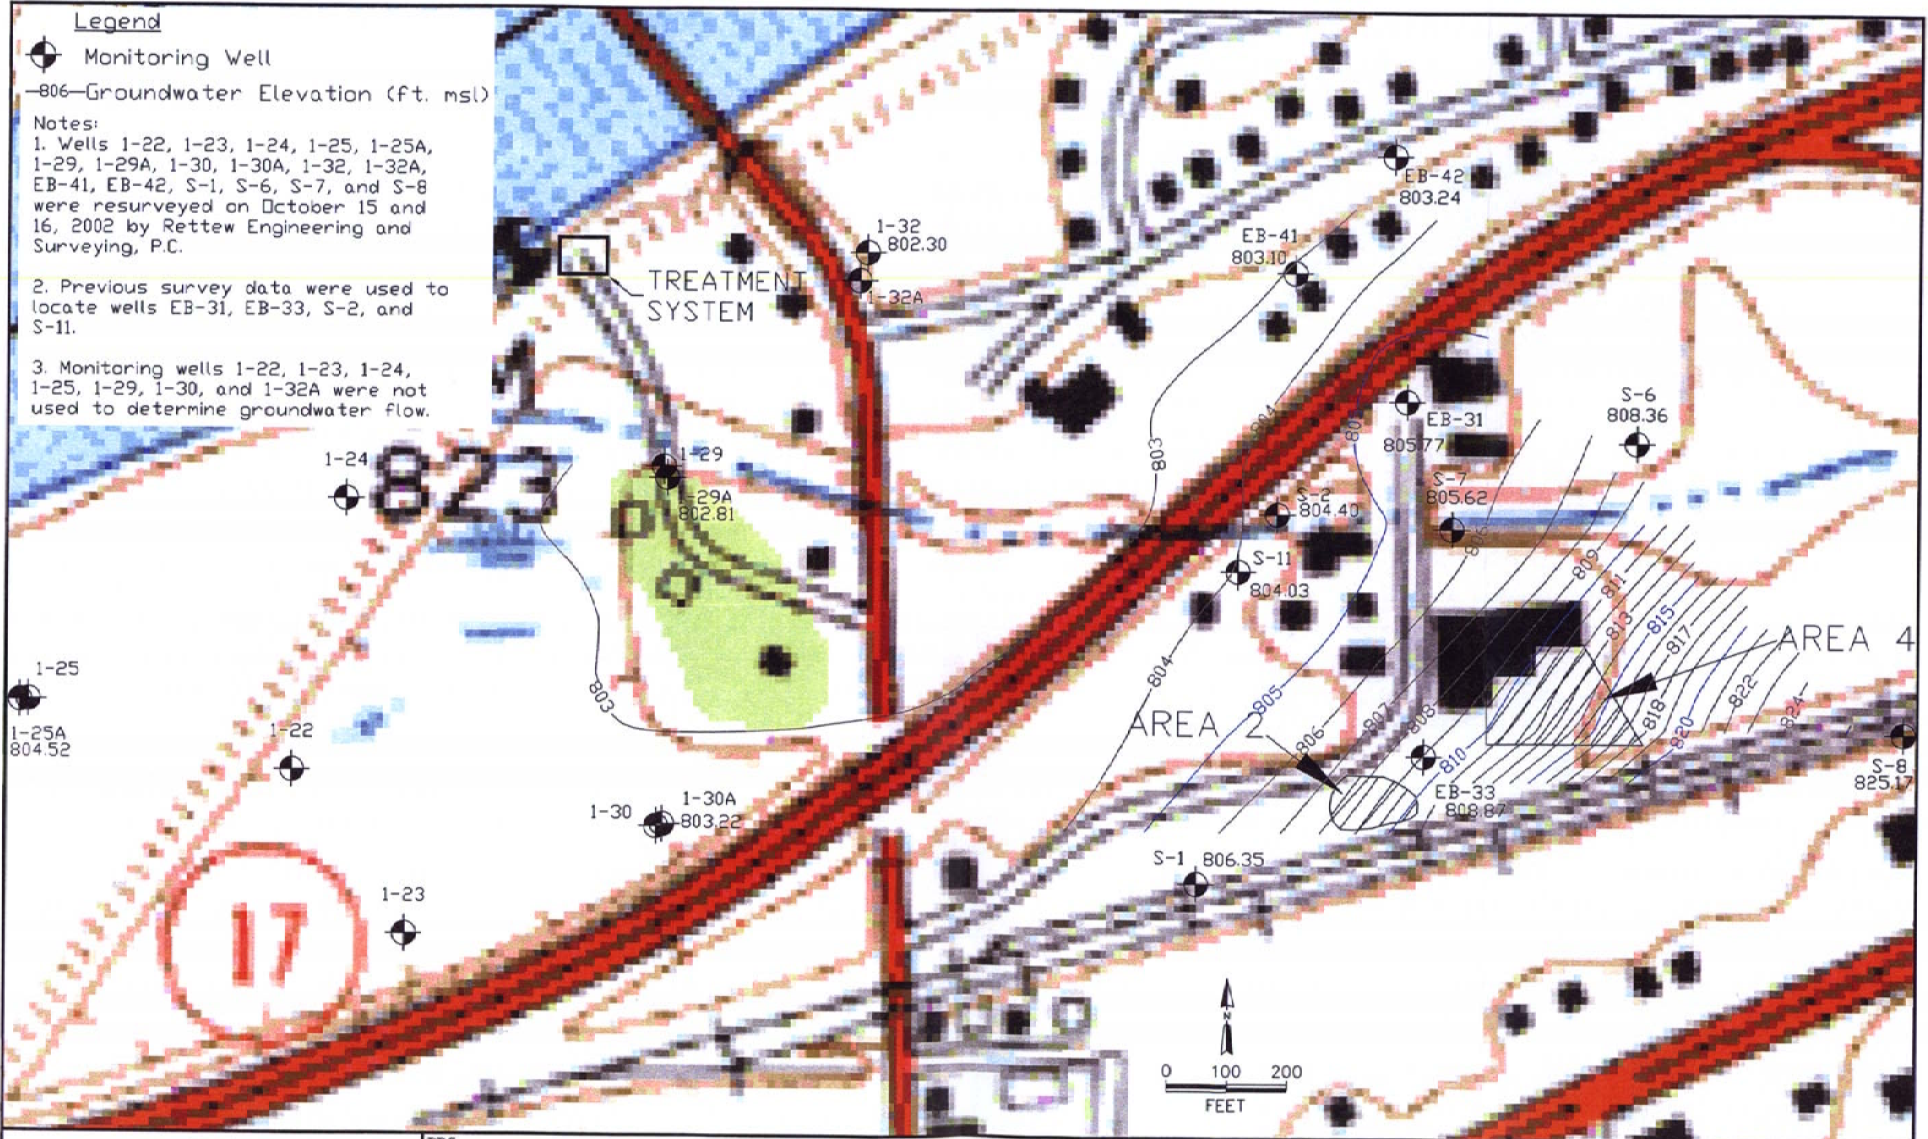 Legend
Monitoring Well
—806—Groundwater Elevation (ft. msl)
Notes:
1. Wells 1-22, 1-23, 1-24, 1-25, 1-25A,
1-29, 1-29A, 1-30, 1-30A, 1-32, 1-32A,
EB-41, EB-42, S-1, S-6, S-7, and S-8
were resurveyed on October 15 and
16, 2002 by Rettew Engineering and
Surveying, P.C.
2. Previous survey data were used to
locate wells EB-31, EB-33, S-2, and
S-11.
3. Monitoring wells 1-22, 1-23, 1-24,
1-25, 1-29, 1-30, and 1-32A were not
used to determine groundwater flow.
TREATMENT
SYSTEM
1-32
802.30
1-32A
EB-42
803.24
EB-41
803.10
EB-31
805.77
S-6
808.36
S-7
805.62
S-2
804.40
S-11
804.03
1-24
823
1-29
-29A
802.81
803
804
805
806
803
804
805
806
807
808
810
809
811
813
815
817
818
820
822
824
AREA 4
AREA 2
EB-33
808.87
S-8
825.17
S-1 806.35
1-25
1-25A
804.52
1-22
1-30
1-30A
803.22
1-23
17
N
0 100 200
FEET